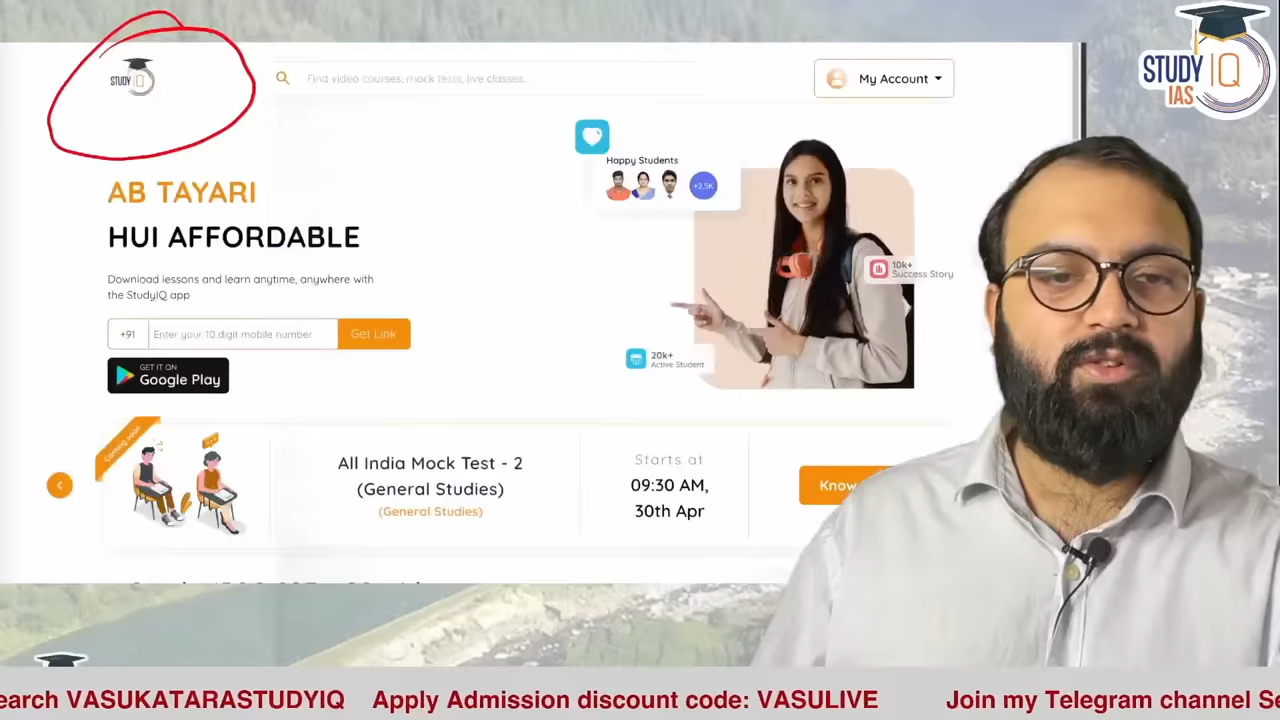 STUDY IQ
Find video courses, mock tests, live classes...
My Account
STUDY IQ
IAS
Happy Students
+2.5K
AB TAYARI
HUI AFFORDABLE
10k+
Success Story
Download lessons and learn anytime, anywhere with
the StudyIQ app
+91
Enter your 10 digit mobile number
Get Link
20k+
Active Student
GET IT ON
Google Play
Coming soon
All India Mock Test - 2
(General Studies)
(General Studies)
Starts at
09:30 AM,
30th Apr
Know
earch VASUKATARASTUDYIQ Apply Admission discount code: VASULIVE Join my Telegram channel Se